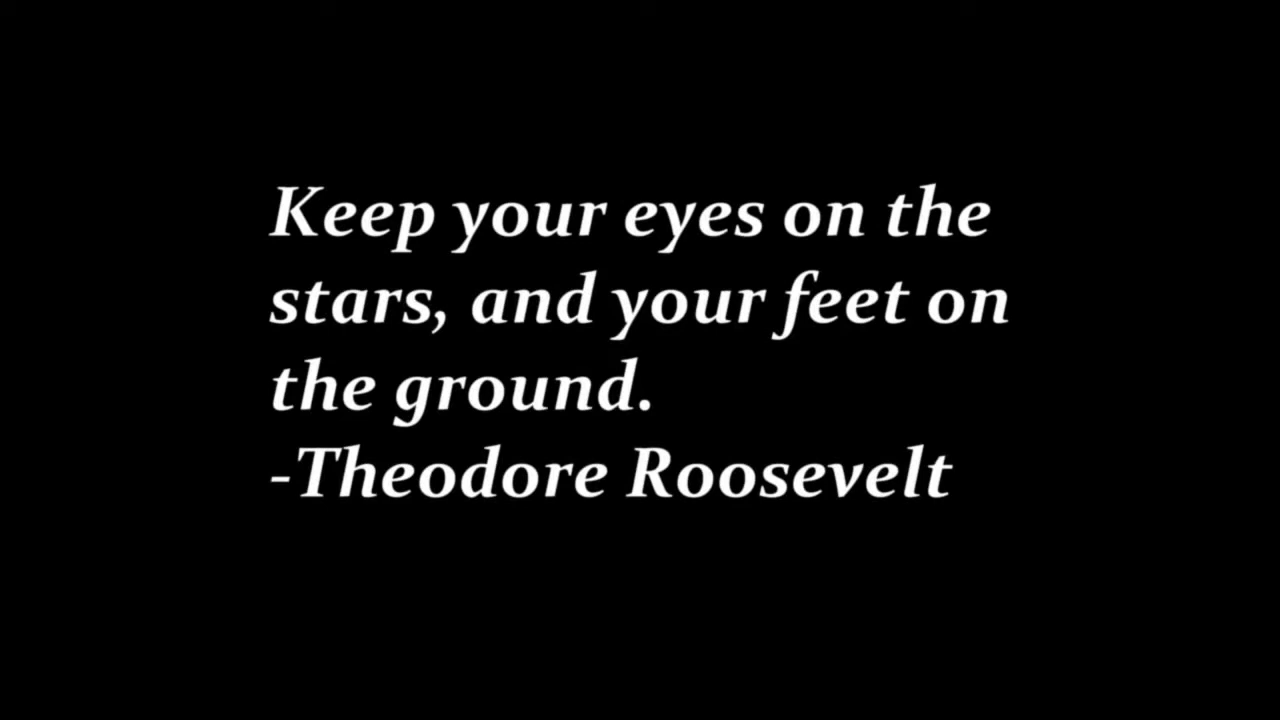 Keep your eyes on the
stars, and your feet on
the ground.
-Theodore Roosevelt